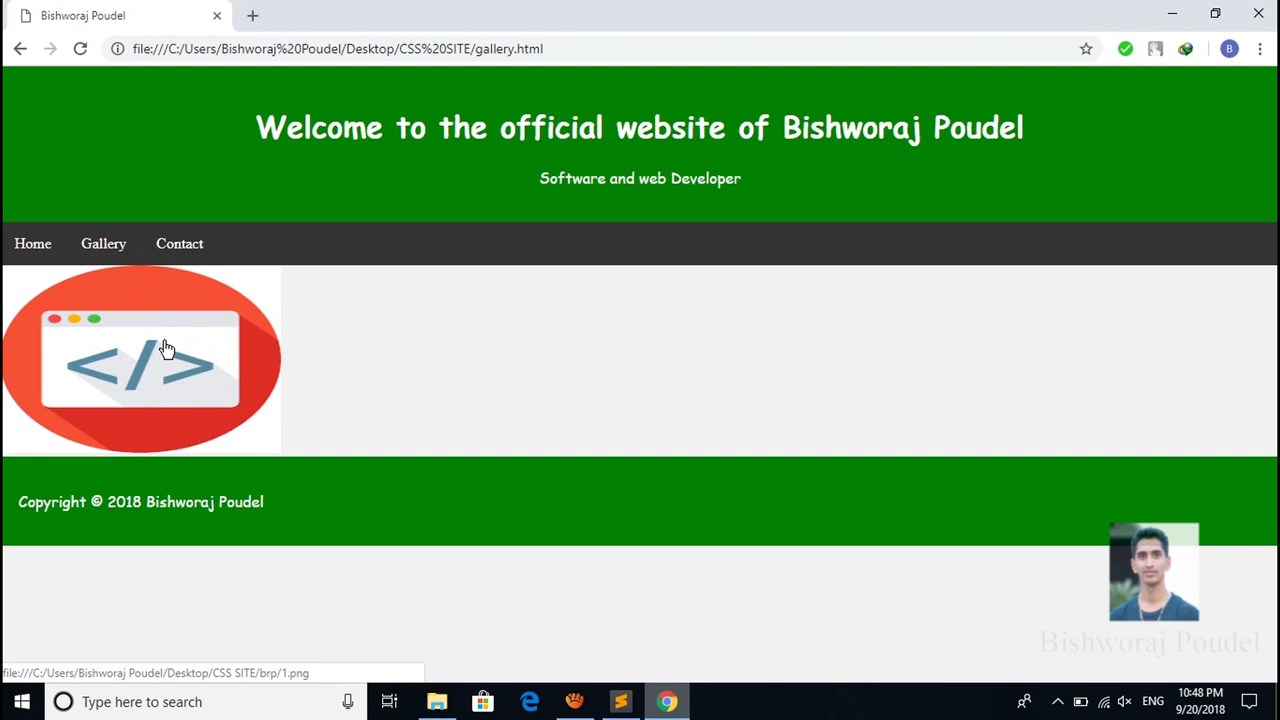 Bishworaj Poudel
file:///C:/Users/Bishworaj%20Poudel/Desktop/CSS%20SITE/gallery.html
B
Welcome to the official website of Bishworaj Poudel
Software and web Developer
Home Gallery Contact
</>
Copyright © 2018 Bishworaj Poudel
Bishworaj Poudel
file:///C:/Users/Bishworaj Poudel/Desktop/CSS SITE/brp/1.png
Type here to search
ENG
10:48 PM
9/20/2018